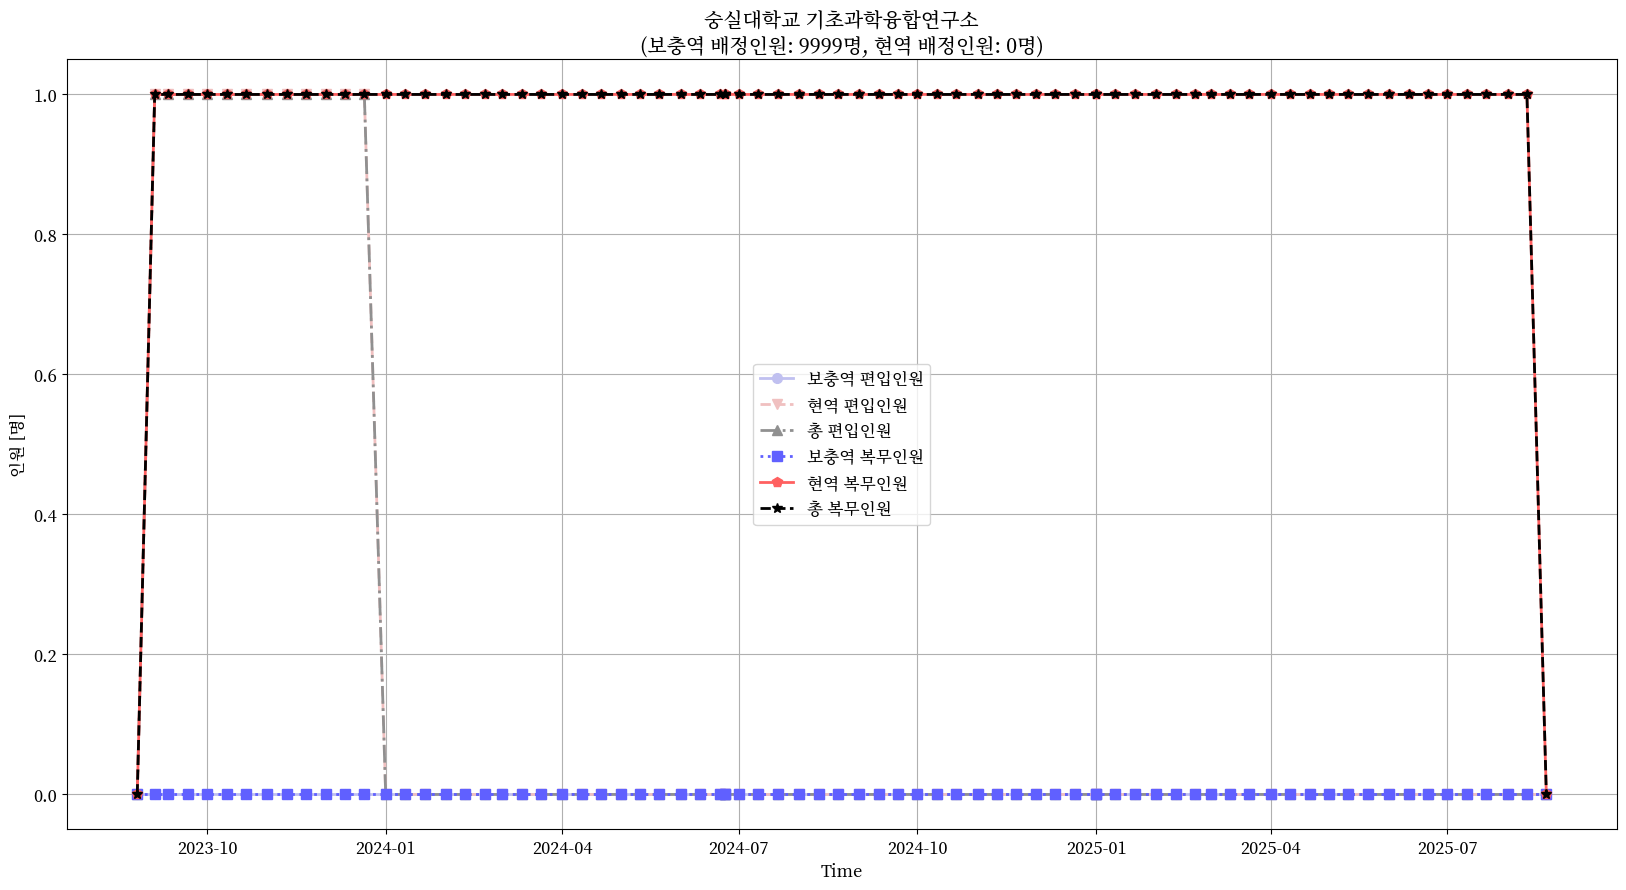 숭실대학교 기초과학융합연구소
(보충역 배정인원: 9999명, 현역 배정인원: 0명)
인원 [명]
1.0
0.8
0.6
0.4
0.2
0.0
보충역 편입인원
현역 편입인원
총 편입인원
보충역 복무인원
현역 복무인원
총 복무인원
2023-10
2024-01
2024-04
2024-07
2024-10
2025-01
2025-04
2025-07
Time